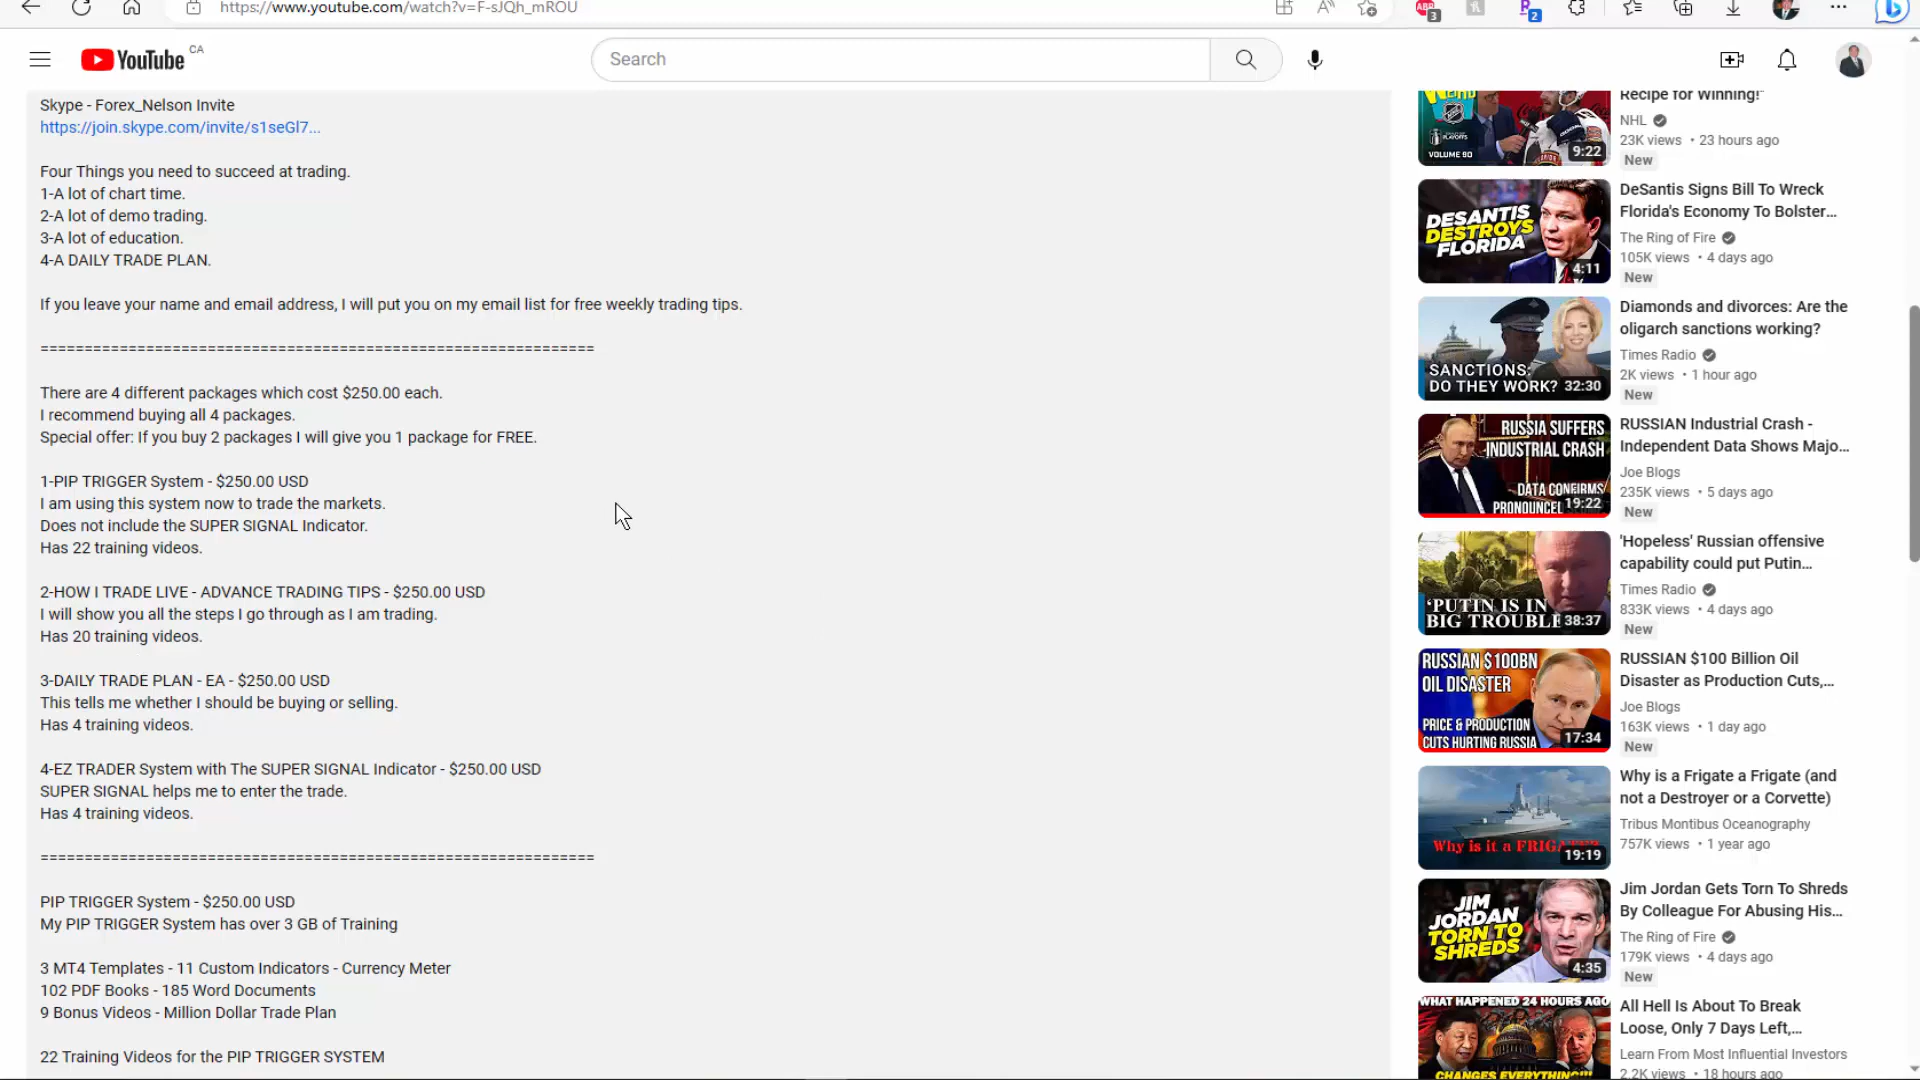 https://www.youtube.com/watch?v=F-sJQh_mROU
3
2
YouTube CA
Search
Skype - Forex_Nelson Invite
https://join.skype.com/invite/s1seGl7...
Four Things you need to succeed at trading.
1-A lot of chart time.
2-A lot of demo trading.
3-A lot of education.
4-A DAILY TRADE PLAN.
If you leave your name and email address, I will put you on my email list for free weekly trading tips.
===============================================================
There are 4 different packages which cost $250.00 each.
I recommend buying all 4 packages.
Special offer: If you buy 2 packages I will give you 1 package for FREE.
1-PIP TRIGGER System - $250.00 USD
I am using this system now to trade the markets.
Does not include the SUPER SIGNAL Indicator.
Has 22 training videos.
2-HOW I TRADE LIVE - ADVANCE TRADING TIPS - $250.00 USD
I will show you all the steps I go through as I am trading.
Has 20 training videos.
3-DAILY TRADE PLAN - EA - $250.00 USD
This tells me whether I should be buying or selling.
Has 4 training videos.
4-EZ TRADER System with The SUPER SIGNAL Indicator - $250.00 USD
SUPER SIGNAL helps me to enter the trade.
Has 4 training videos.
===============================================================
PIP TRIGGER System - $250.00 USD
My PIP TRIGGER System has over 3 GB of Training
3 MT4 Templates - 11 Custom Indicators - Currency Meter
102 PDF Books - 185 Word Documents
9 Bonus Videos - Million Dollar Trade Plan
22 Training Videos for the PIP TRIGGER SYSTEM
VOLUME 90
9:22
Recipe for Winning!"
NHL
23K views • 23 hours ago
New
DESANTIS
DESTROYS
FLORIDA
4:11
DeSantis Signs Bill To Wreck
Florida's Economy To Bolster...
The Ring of Fire
105K views • 4 days ago
New
SANCTIONS:
DO THEY WORK?
32:30
Diamonds and divorces: Are the
oligarch sanctions working?
Times Radio
2K views • 1 hour ago
New
RUSSIA SUFFERS
INDUSTRIAL CRASH
DATA CONFIRMS
19:22
RUSSIAN Industrial Crash -
Independent Data Shows Majo...
Joe Blogs
235K views • 5 days ago
New
'PUTIN IS IN
BIG TROUBLE
38:37
'Hopeless' Russian offensive
capability could put Putin...
Times Radio
833K views • 4 days ago
New
RUSSIAN $100BN
OIL DISASTER
PRICE & PRODUCTION
CUTS HURTING RUSSIA
17:34
RUSSIAN $100 Billion Oil
Disaster as Production Cuts,...
Joe Blogs
163K views • 1 day ago
New
Why is it a
19:19
Why is a Frigate a Frigate (and
not a Destroyer or a Corvette)
Tribus Montibus Oceanography
757K views • 1 year ago
JIM
JORDAN
TORN TO
SHREDS
4:35
Jim Jordan Gets Torn To Shreds
By Colleague For Abusing His...
The Ring of Fire
179K views • 4 days ago
New
WHAT HAPPENED 24 HOURS AGO
CHANGES EVERYTHING!!!
All Hell Is About To Break
Loose, Only 7 Days Left,...
Learn From Most Influential Investors
2.2K views • 18 hours ago